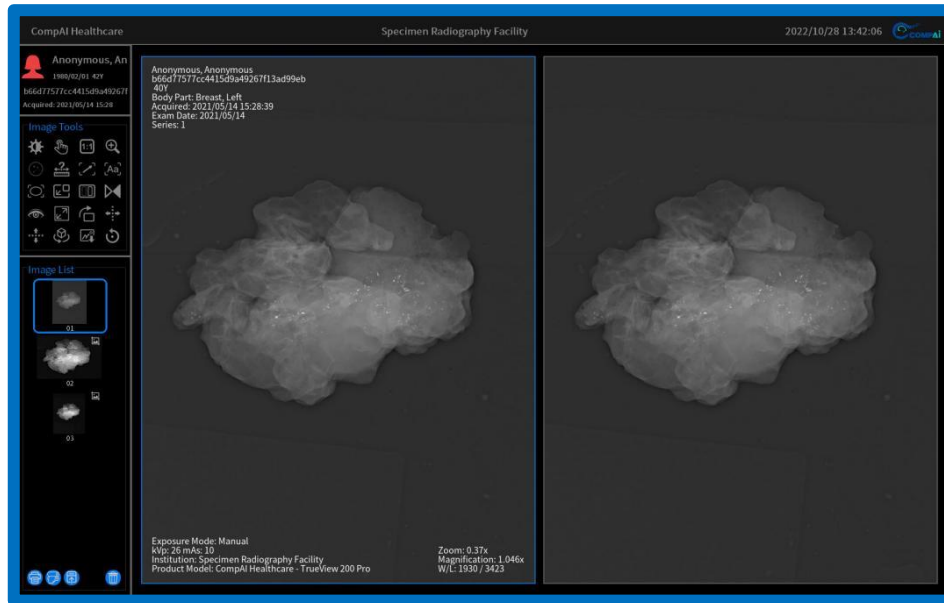 CompAI Healthcare
Specimen Radiography Facility
2022/10/28 13:42:06
COMPAi
Anonymous, An
1980/02/01 42Y
b66d77577cc4415d9a49267f
Acquired: 2021/05/14 15:28
Image Tools
1:1
?
Aa
Image List
01
02
03
Anonymous, Anonymous
b66d77577cc4415d9a49267f13ad99eb
40Y
Body Part: Breast, Left
Acquired: 2021/05/14 15:28:39
Exam Date: 2021/05/14
Series: 1
Exposure Mode: Manual
kVp: 26 mAs: 10
Institution: Specimen Radiography Facility
Product Model: CompAI Healthcare - TrueView 200 Pro
Zoom: 0.37x
Magnification: 1.046x
W/L: 1930 / 3423